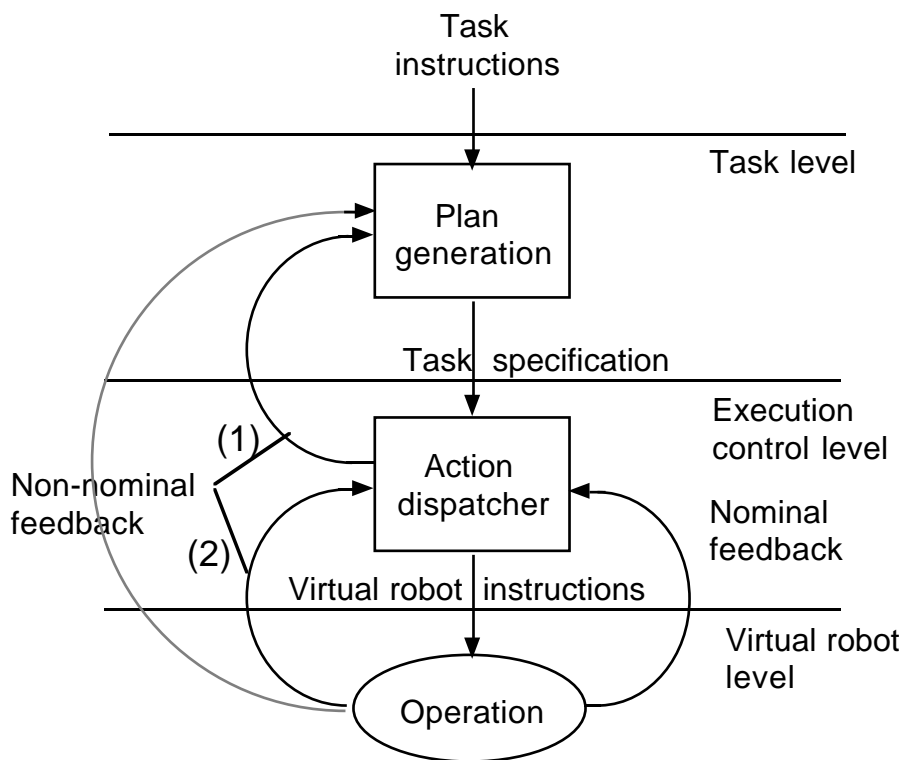 Task
instructions
Task level
Plan
generation
Task specification
Execution
control level
(1)
Action
dispatcher
Non-nominal
feedback
Nominal
feedback
(2)
Virtual robot instructions
Virtual robot
level
Operation